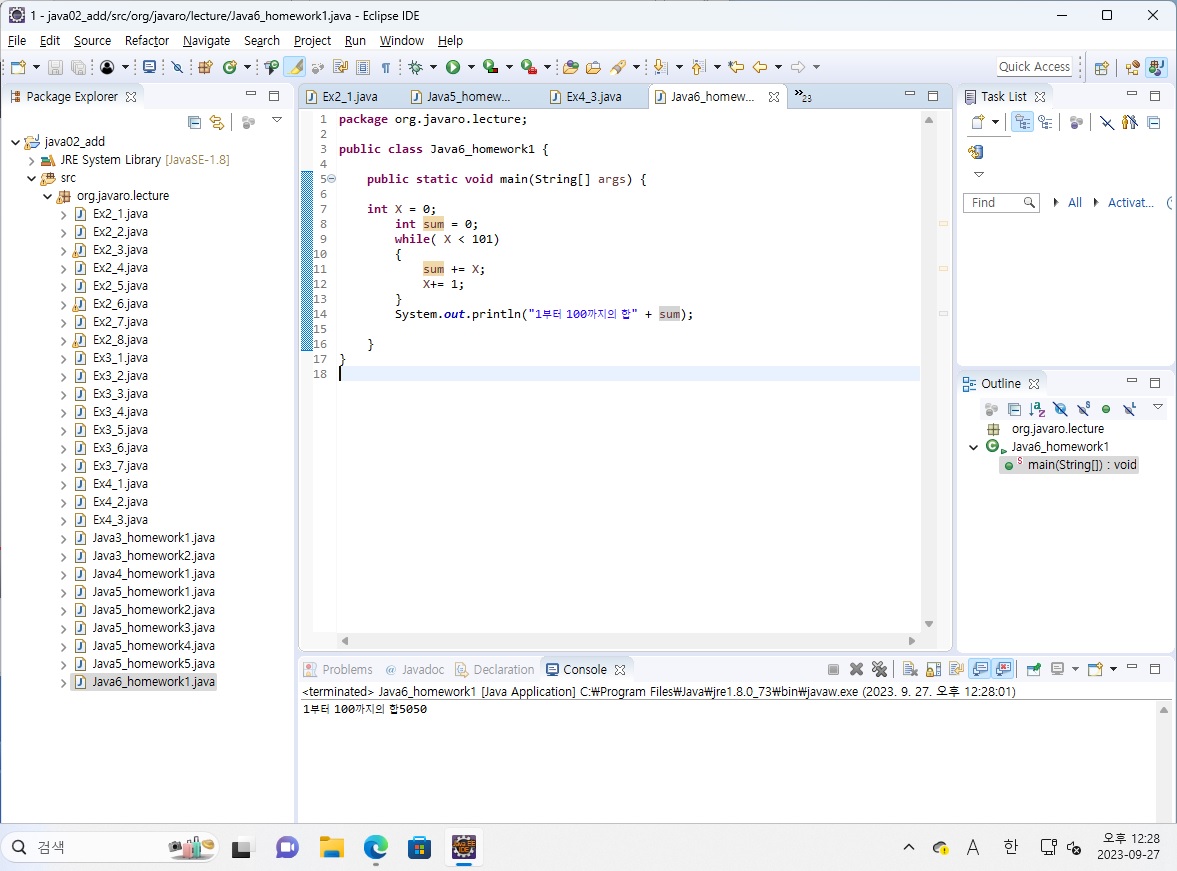 1 - java02_add/src/org/javaro/lecture/Java6_homework1.java - Eclipse IDE
File Edit Source Refactor Navigate Search Project Run Window Help
Quick Access
Package Explorer
java02_add
JRE System Library [JavaSE-1.8]
src
org.javaro.lecture
Ex2_1.java
Ex2_2.java
Ex2_3.java
Ex2_4.java
Ex2_5.java
Ex2_6.java
Ex2_7.java
Ex2_8.java
Ex3_1.java
Ex3_2.java
Ex3_3.java
Ex3_4.java
Ex3_5.java
Ex3_6.java
Ex3_7.java
Ex4_1.java
Ex4_2.java
Ex4_3.java
Java3_homework1.java
Java3_homework2.java
Java4_homework1.java
Java5_homework1.java
Java5_homework2.java
Java5_homework3.java
Java5_homework4.java
Java5_homework5.java
Java6_homework1.java
Ex2_1.java Java5_homew... Ex4_3.java Java6_homew... »23
1 package org.javaro.lecture;
2
3 public class Java6_homework1 {
4
5 public static void main(String[] args) {
6
7 int X = 0;
8 int sum = 0;
9 while( X < 101)
10 {
11 sum += X;
12 X+= 1;
13 }
14 System.out.println("1부터 100까지의 합" + sum);
15
16 }
17 }
18
Task List
Find All Activat...
Outline
org.javaro.lecture
Java6_homework1
main(String[]) : void
Problems @ Javadoc Declaration Console
<terminated> Java6_homework1 [Java Application] C:₩Program Files₩Java₩jre1.8.0_73₩bin₩javaw.exe (2023. 9. 27. 오후 12:28:01)
1부터 100까지의 합5050
검색
A 한
오후 12:28
2023-09-27